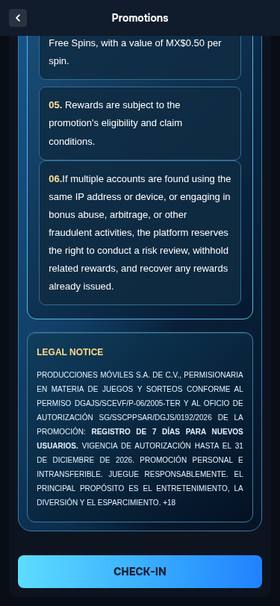 Promotions
Free Spins, with a value of MX$0.50 per
spin.
05. Rewards are subject to the
promotion's eligibility and claim
conditions.
06.If multiple accounts are found using the
same IP address or device, or engaging in
bonus abuse, arbitrage, or other
fraudulent activities, the platform reserves
the right to conduct a risk review, withhold
related rewards, and recover any rewards
already issued.
LEGAL NOTICE
PRODUCCIONES MÓVILES S.A. DE C.V., PERMISIONARIA
EN MATERIA DE JUEGOS Y SORTEOS CONFORME AL
PERMISO DGAJS/SCEVF/P-06/2005-TER Y AL OFICIO DE
AUTORIZACIÓN SG/SSCPPSAR/DGJS/0192/2026 DE LA
PROMOCIÓN: REGISTRO DE 7 DÍAS PARA NUEVOS
USUARIOS. VIGENCIA DE AUTORIZACIÓN HASTA EL 31
DE DICIEMBRE DE 2026. PROMOCIÓN PERSONAL E
INTRANSFERIBLE. JUEGUE RESPONSABLEMENTE. EL
PRINCIPAL PROPÓSITO ES EL ENTRETENIMIENTO, LA
DIVERSIÓN Y EL ESPARCIMIENTO. +18
CHECK-IN